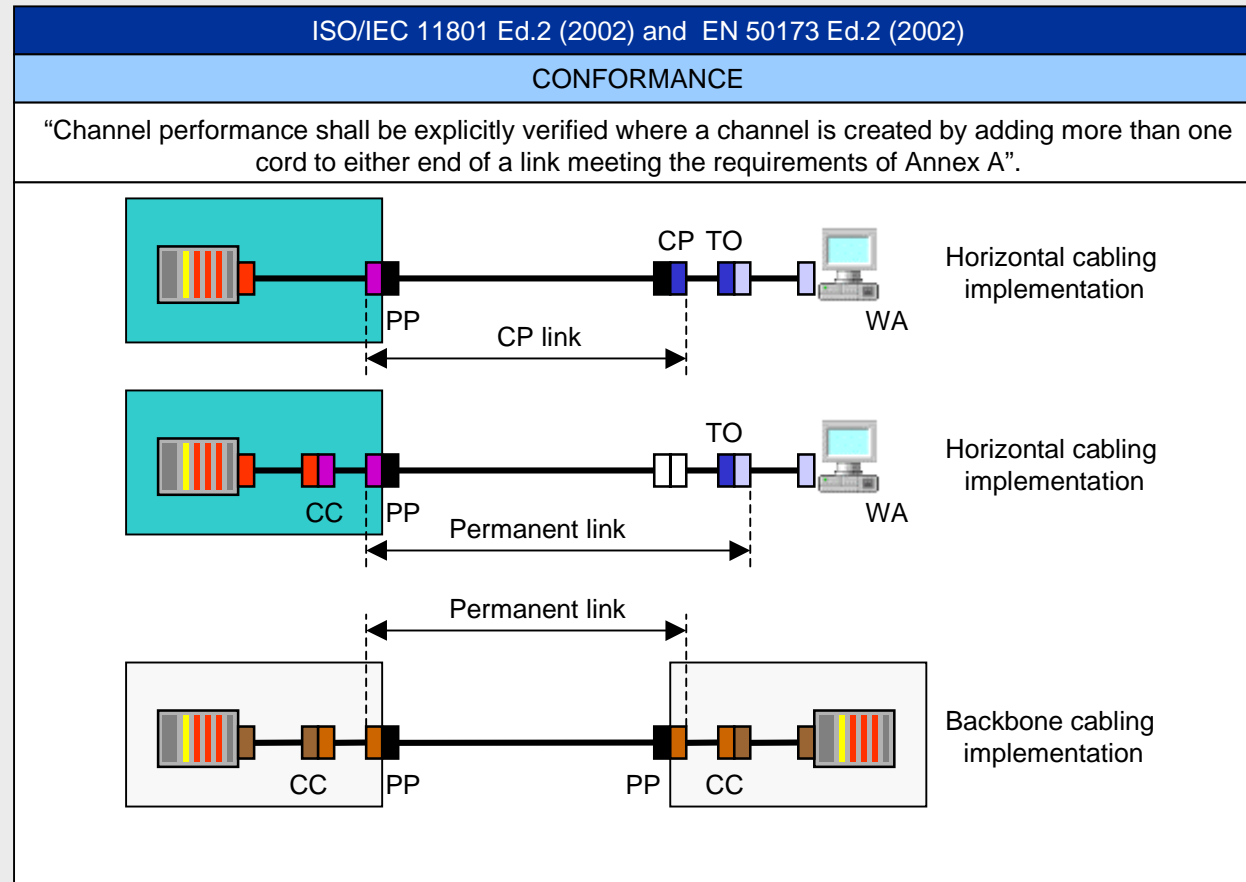 ISO/IEC 11801 Ed.2 (2002) and EN 50173 Ed.2 (2002)
CONFORMANCE
“Channel performance shall be explicitly verified where a channel is created by adding more than one
cord to either end of a link meeting the requirements of Annex A”.
CP TO
Horizontal cabling
implementation
PP
WA
CP link
TO
Horizontal cabling
implementation
CC PP
WA
Permanent link
Permanent link
Backbone cabling
implementation
CC PP PP CC